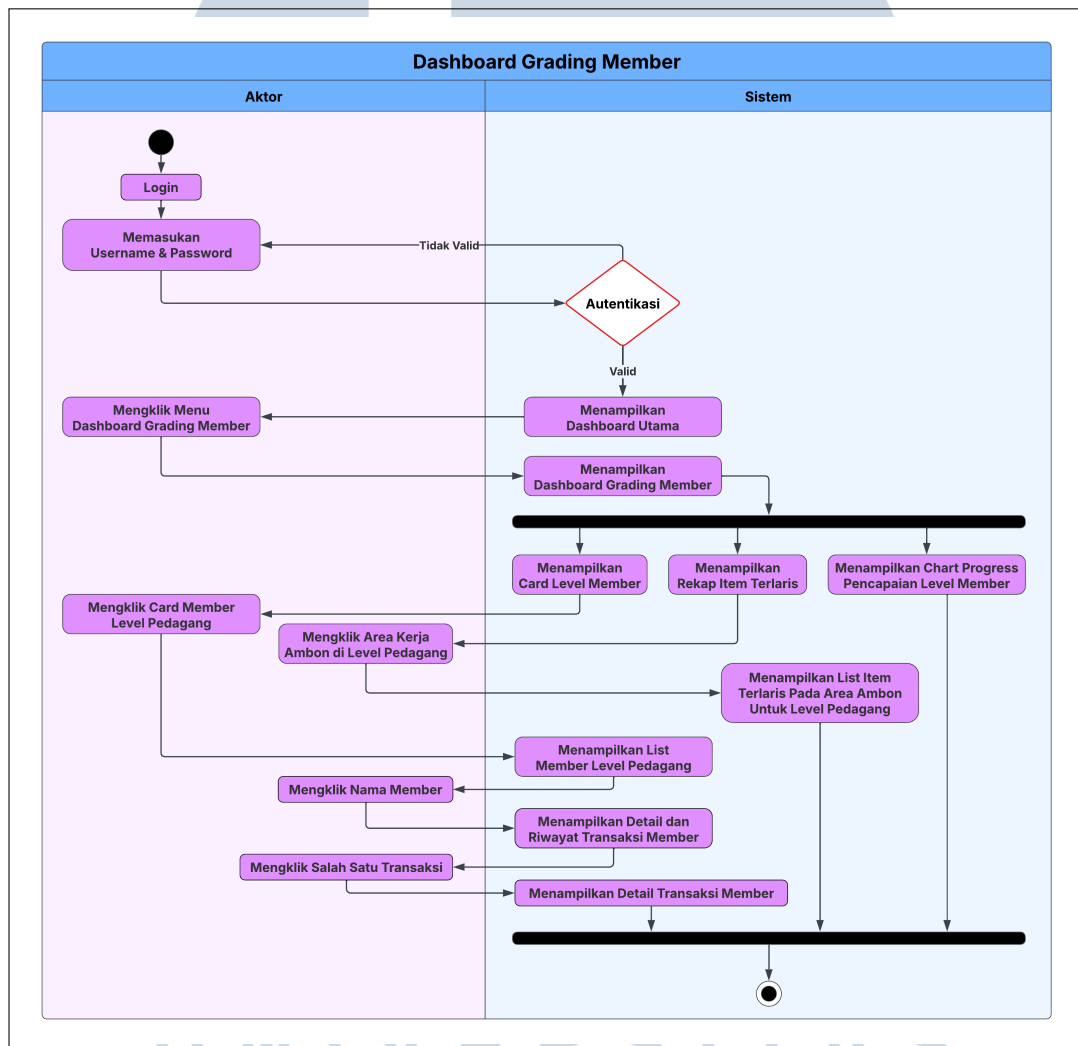 Dashboard Grading Member
Aktor
Sistem
Login
Memasukan
Username & Password
Tidak Valid
Autentikasi
Valid
Mengklik Menu
Dashboard Grading Member
Menampilkan
Dashboard Utama
Menampilkan
Dashboard Grading Member
Menampilkan
Card Level Member
Menampilkan
Rekap Item Terlaris
Menampilkan Chart Progress
Pencapaian Level Member
Mengklik Card Member
Level Pedagang
Mengklik Area Kerja
Ambon di Level Pedagang
Menampilkan List Item
Terlaris Pada Area Ambon
Untuk Level Pedagang
Menampilkan List
Member Level Pedagang
Mengklik Nama Member
Menampilkan Detail dan
Riwayat Transaksi Member
Mengklik Salah Satu Transaksi
Menampilkan Detail Transaksi Member